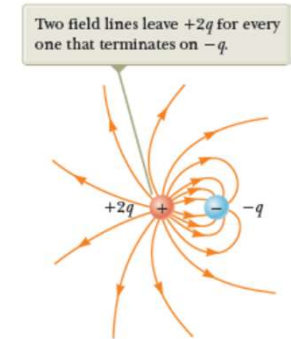 Two field lines leave +2q for every
one that terminates on −q.
+2q
+
−
−q